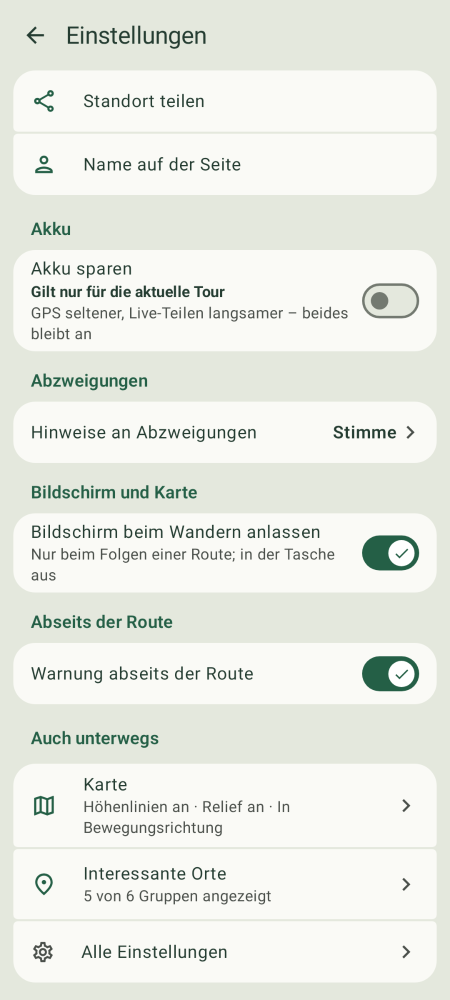 Einstellungen
Standort teilen
Name auf der Seite
Akku
Akku sparen
Gilt nur für die aktuelle Tour
GPS seltener, Live-Teilen langsamer – beides
bleibt an
Abzweigungen
Hinweise an Abzweigungen
Stimme
Bildschirm und Karte
Bildschirm beim Wandern anlassen
Nur beim Folgen einer Route; in der Tasche
aus
Abseits der Route
Warnung abseits der Route
Auch unterwegs
Karte
Höhenlinien an · Relief an · In
Bewegungsrichtung
Interessante Orte
5 von 6 Gruppen angezeigt
Alle Einstellungen